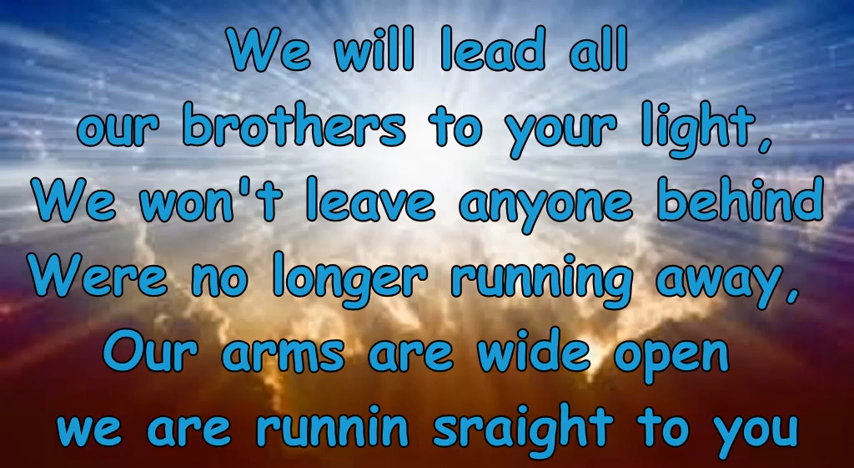 We will lead all
our brothers to your light,
We won't leave anyone behind
Were no longer running away,
Our arms are wide open
we are runnin sraight to you